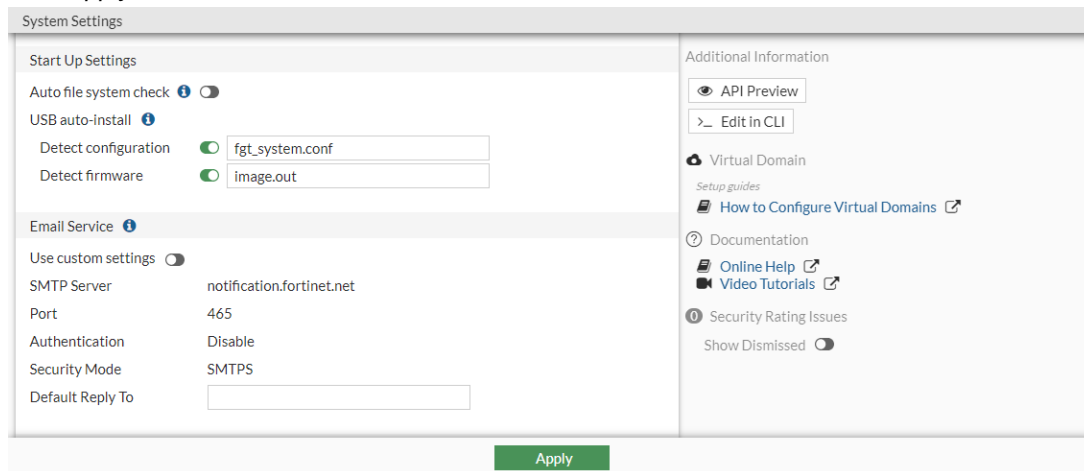 System Settings
Start Up Settings
Auto file system check
USB auto-install
Detect configuration fgt_system.conf
Detect firmware image.out
Email Service
Use custom settings
SMTP Server notification.fortinet.net
Port 465
Authentication Disable
Security Mode SMTPS
Default Reply To
Additional Information
API Preview
>_ Edit in CLI
Virtual Domain
Setup guides
How to Configure Virtual Domains
Documentation
Online Help
Video Tutorials
0 Security Rating Issues
Show Dismissed
Apply